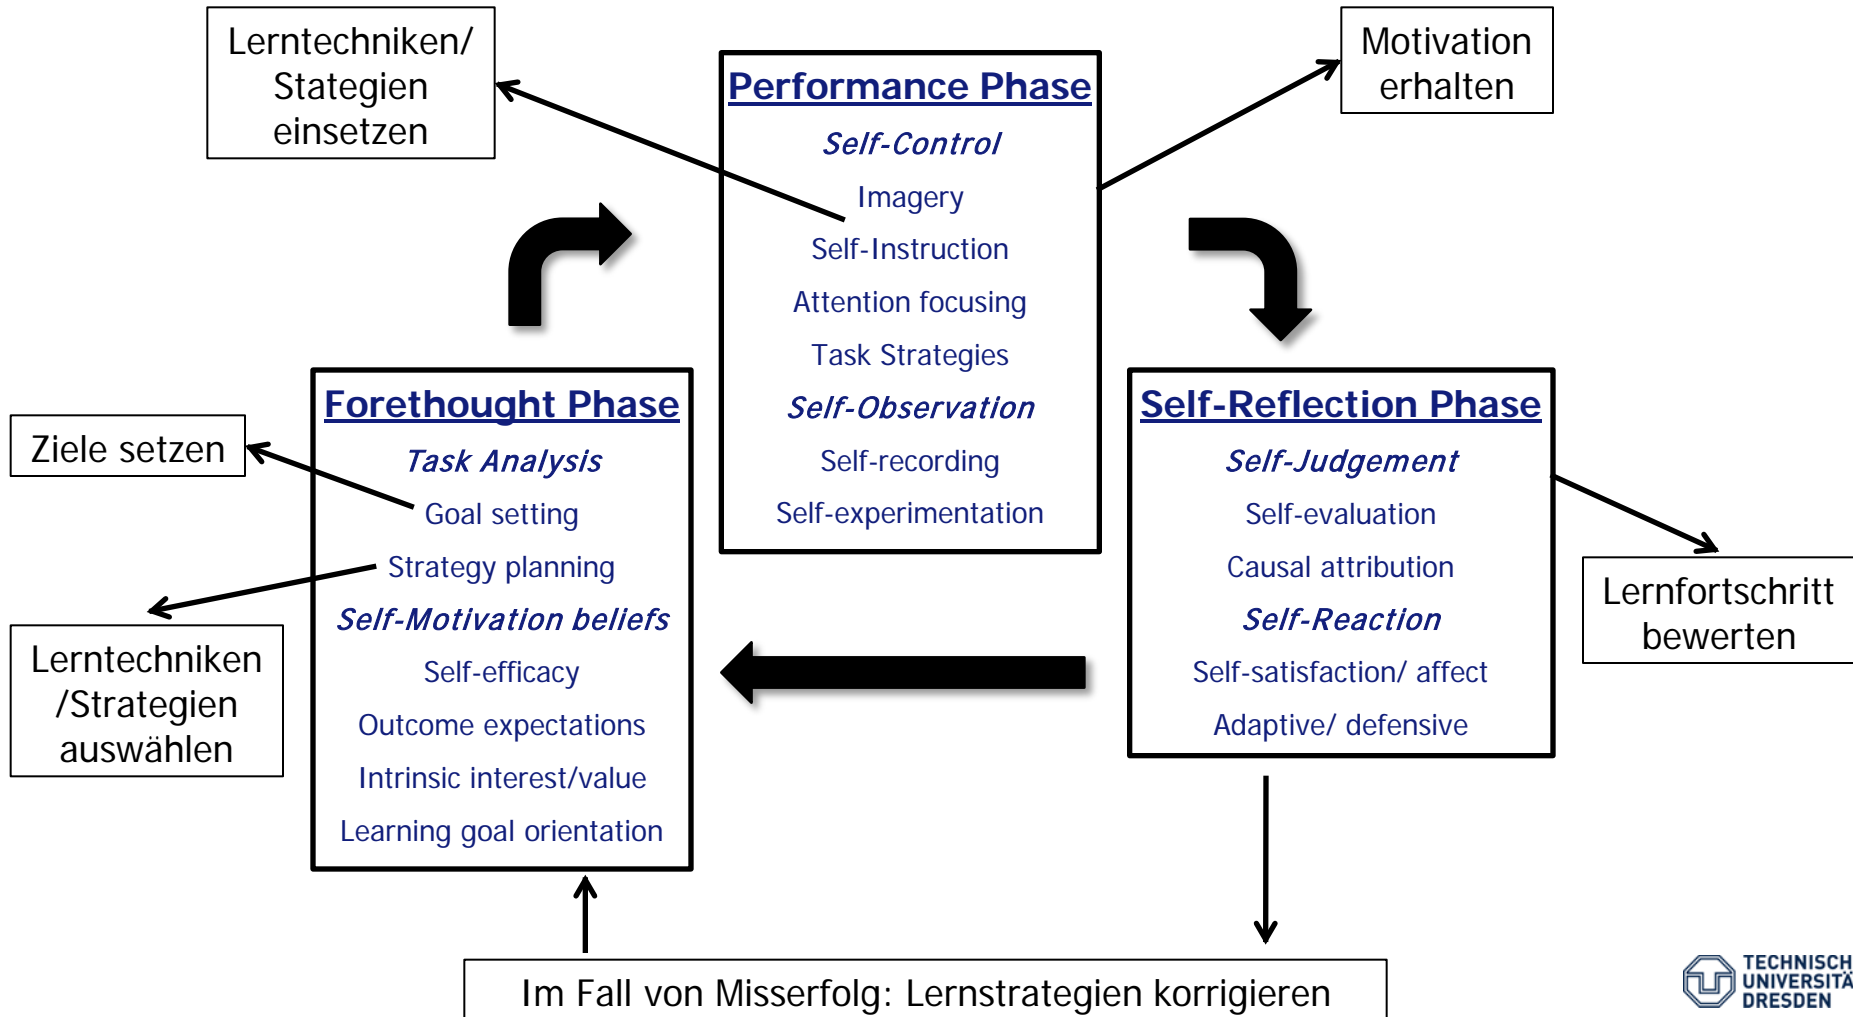 Lerntechniken/
Stategien
einsetzen
Motivation
erhalten
Performance Phase
Self-Control
Imagery
Self-Instruction
Attention focusing
Task Strategies
Self-Observation
Self-recording
Self-experimentation
Forethought Phase
Task Analysis
Goal setting
Strategy planning
Self-Motivation beliefs
Self-efficacy
Outcome expectations
Intrinsic interest/value
Learning goal orientation
Ziele setzen
Lerntechniken
/Strategien
auswählen
Self-Reflection Phase
Self-Judgement
Self-evaluation
Causal attribution
Self-Reaction
Self-satisfaction/ affect
Adaptive/ defensive
Lernfortschritt
bewerten
Im Fall von Misserfolg: Lernstrategien korrigieren
TECHNISCH
UNIVERSITÄ
DRESDEN